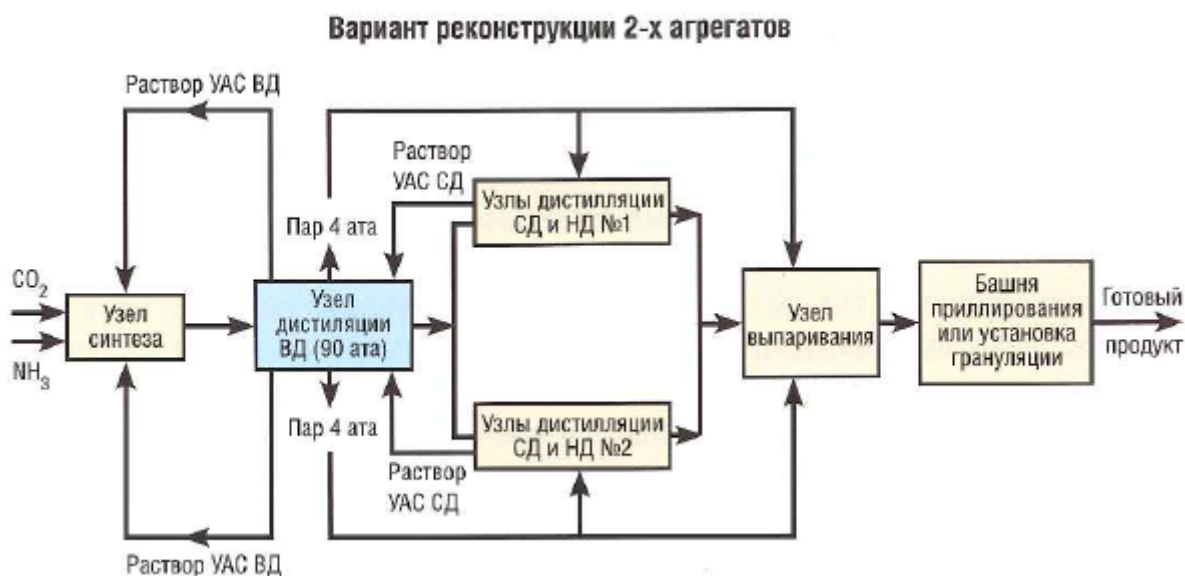 Вариант реконструкции 2-х агрегатов
Раствор УАС ВД
Раствор
УАС СД
Узлы дистилляции
СД и НД №1
Пар 4 ата
CO2
NH3
Узел
синтеза
Узел
дистиляции
ВД (90 ата)
Узел
выпаривания
Башня
приллирования
или установка
грануляции
Готовый
продукт
Пар 4 ата
Узлы дистилляции
СД и НД №2
Раствор
УАС СД
Раствор УАС ВД